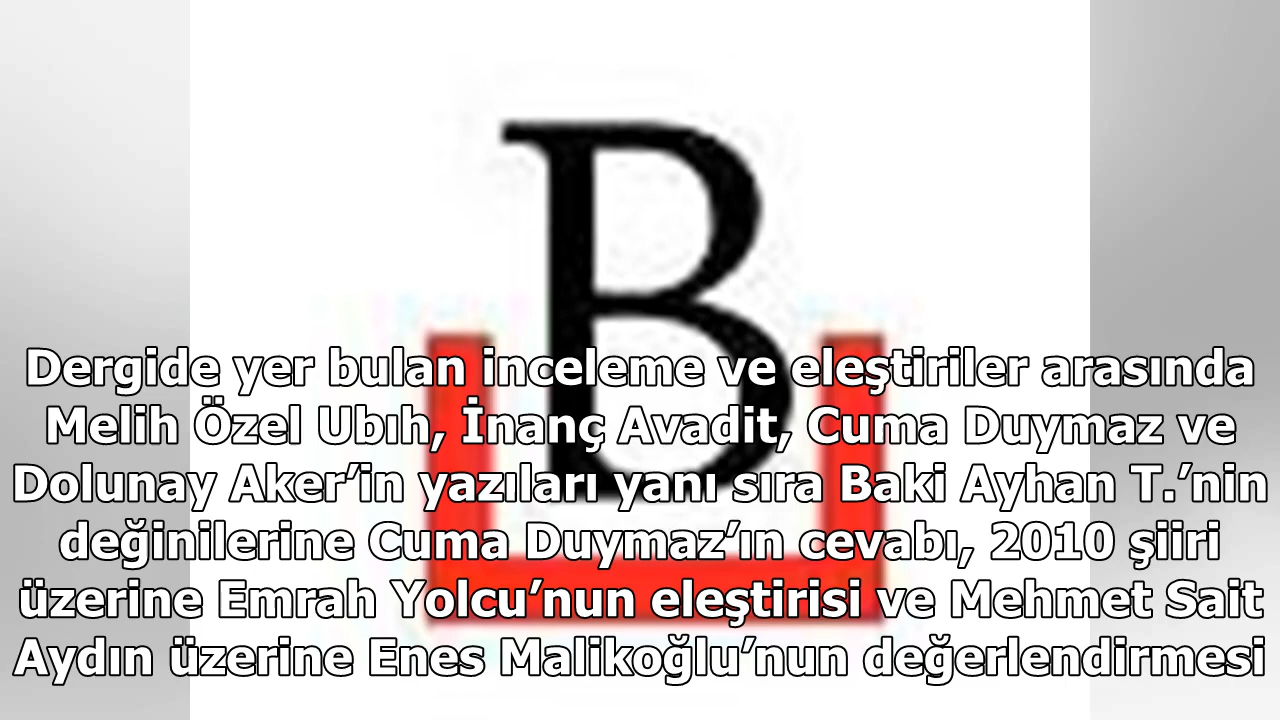 B
Dergide yer bulan inceleme ve eleştiriler arasında
Melih Özel Ubıh, İnanç Avadit, Cuma Duymaz ve
Dolunay Aker’in yazıları yanı sıra Baki Ayhan T.’nin
değinilerine Cuma Duymaz’ın cevabı, 2010 şiiri
üzerine Emrah Yolcu’nun eleştirisi ve Mehmet Sait
Aydın üzerine Enes Malikoğlu’nun değerlendirmesi